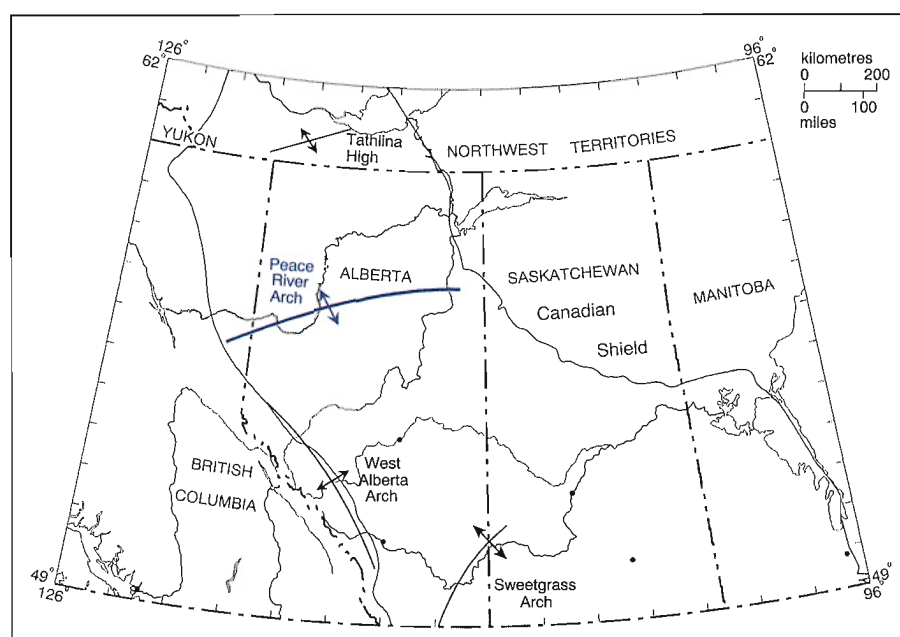 126°
62°
96°
62°
kilometres
0 200
0 100
miles
YUKON
Tathlina
High
NORTHWEST TERRITORIES
Peace
River
Arch
ALBERTA
SASKATCHEWAN
MANITOBA
Canadian
Shield
BRITISH
COLUMBIA
West
Alberta
Arch
Sweetgrass
Arch
49°
126°
49°
96°